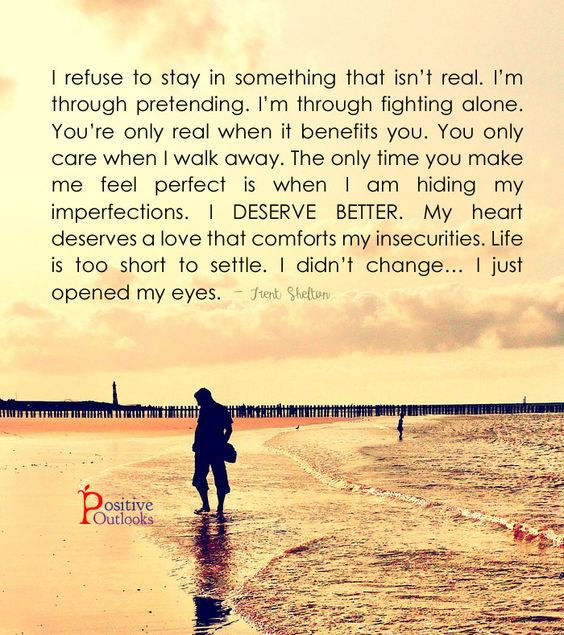 I refuse to stay in something that isn't real. I'm
through pretending. I'm through fighting alone.
You're only real when it benefits you. You only
care when I walk away. The only time you make
me feel perfect is when I am hiding my
imperfections. I DESERVE BETTER. My heart
deserves a love that comforts my insecurities. Life
is too short to settle. I didn't change... I just
opened my eyes. – Trent Shelton
Positive
Outlooks